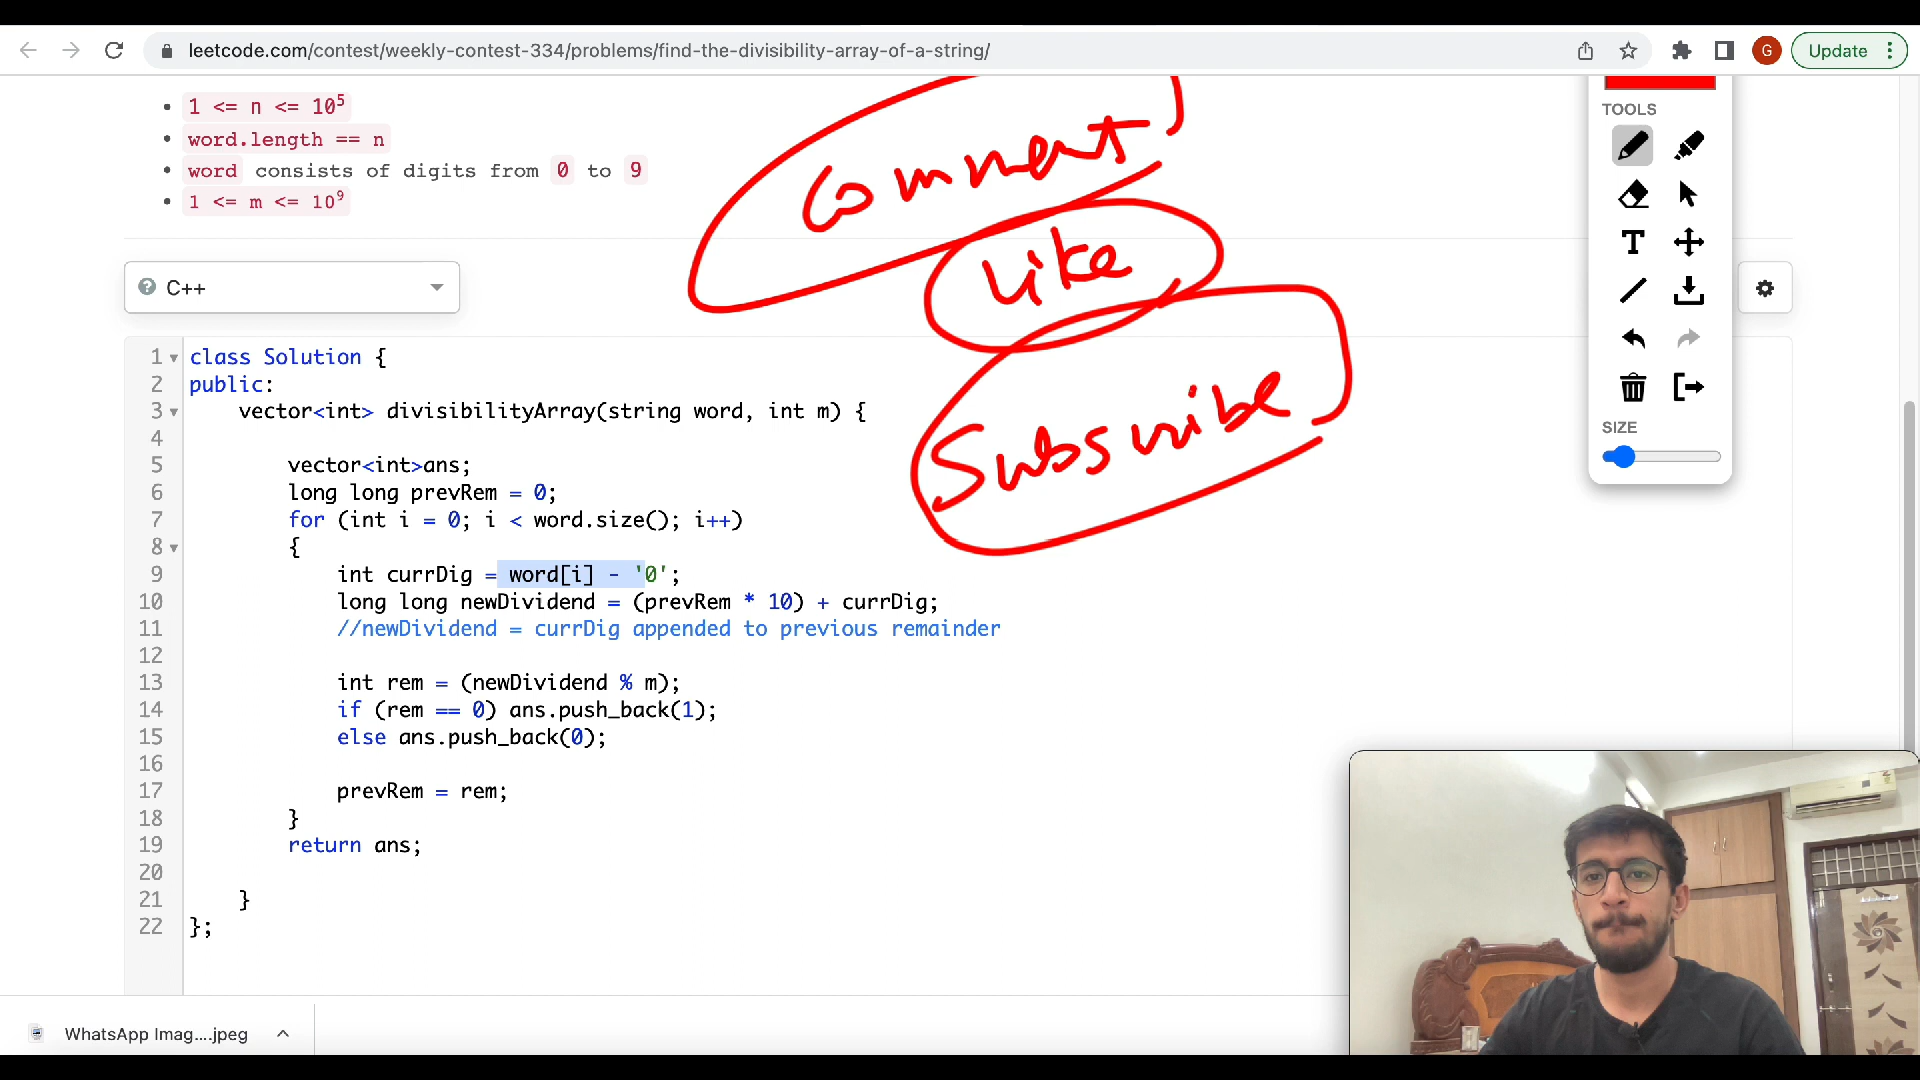 leetcode.com/contest/weekly-contest-334/problems/find-the-divisibility-array-of-a-string/
G
Update
1 <= n <= 10⁵
word.length == n
word consists of digits from 0 to 9
1 <= m <= 10⁹
Comment
Like
Subscribe
TOOLS
T
SIZE
? C++
1 class Solution {
2 public:
3 vector<int> divisibilityArray(string word, int m) {
4
5 vector<int>ans;
6 long long prevRem = 0;
7 for (int i = 0; i < word.size(); i++)
8 {
9 int currDig = word[i] - '0';
10 long long newDividend = (prevRem * 10) + currDig;
11 //newDividend = currDig appended to previous remainder
12
13 int rem = (newDividend % m);
14 if (rem == 0) ans.push_back(1);
15 else ans.push_back(0);
16
17 prevRem = rem;
18 }
19 return ans;
20
21 }
22 };
WhatsApp Imag....jpeg